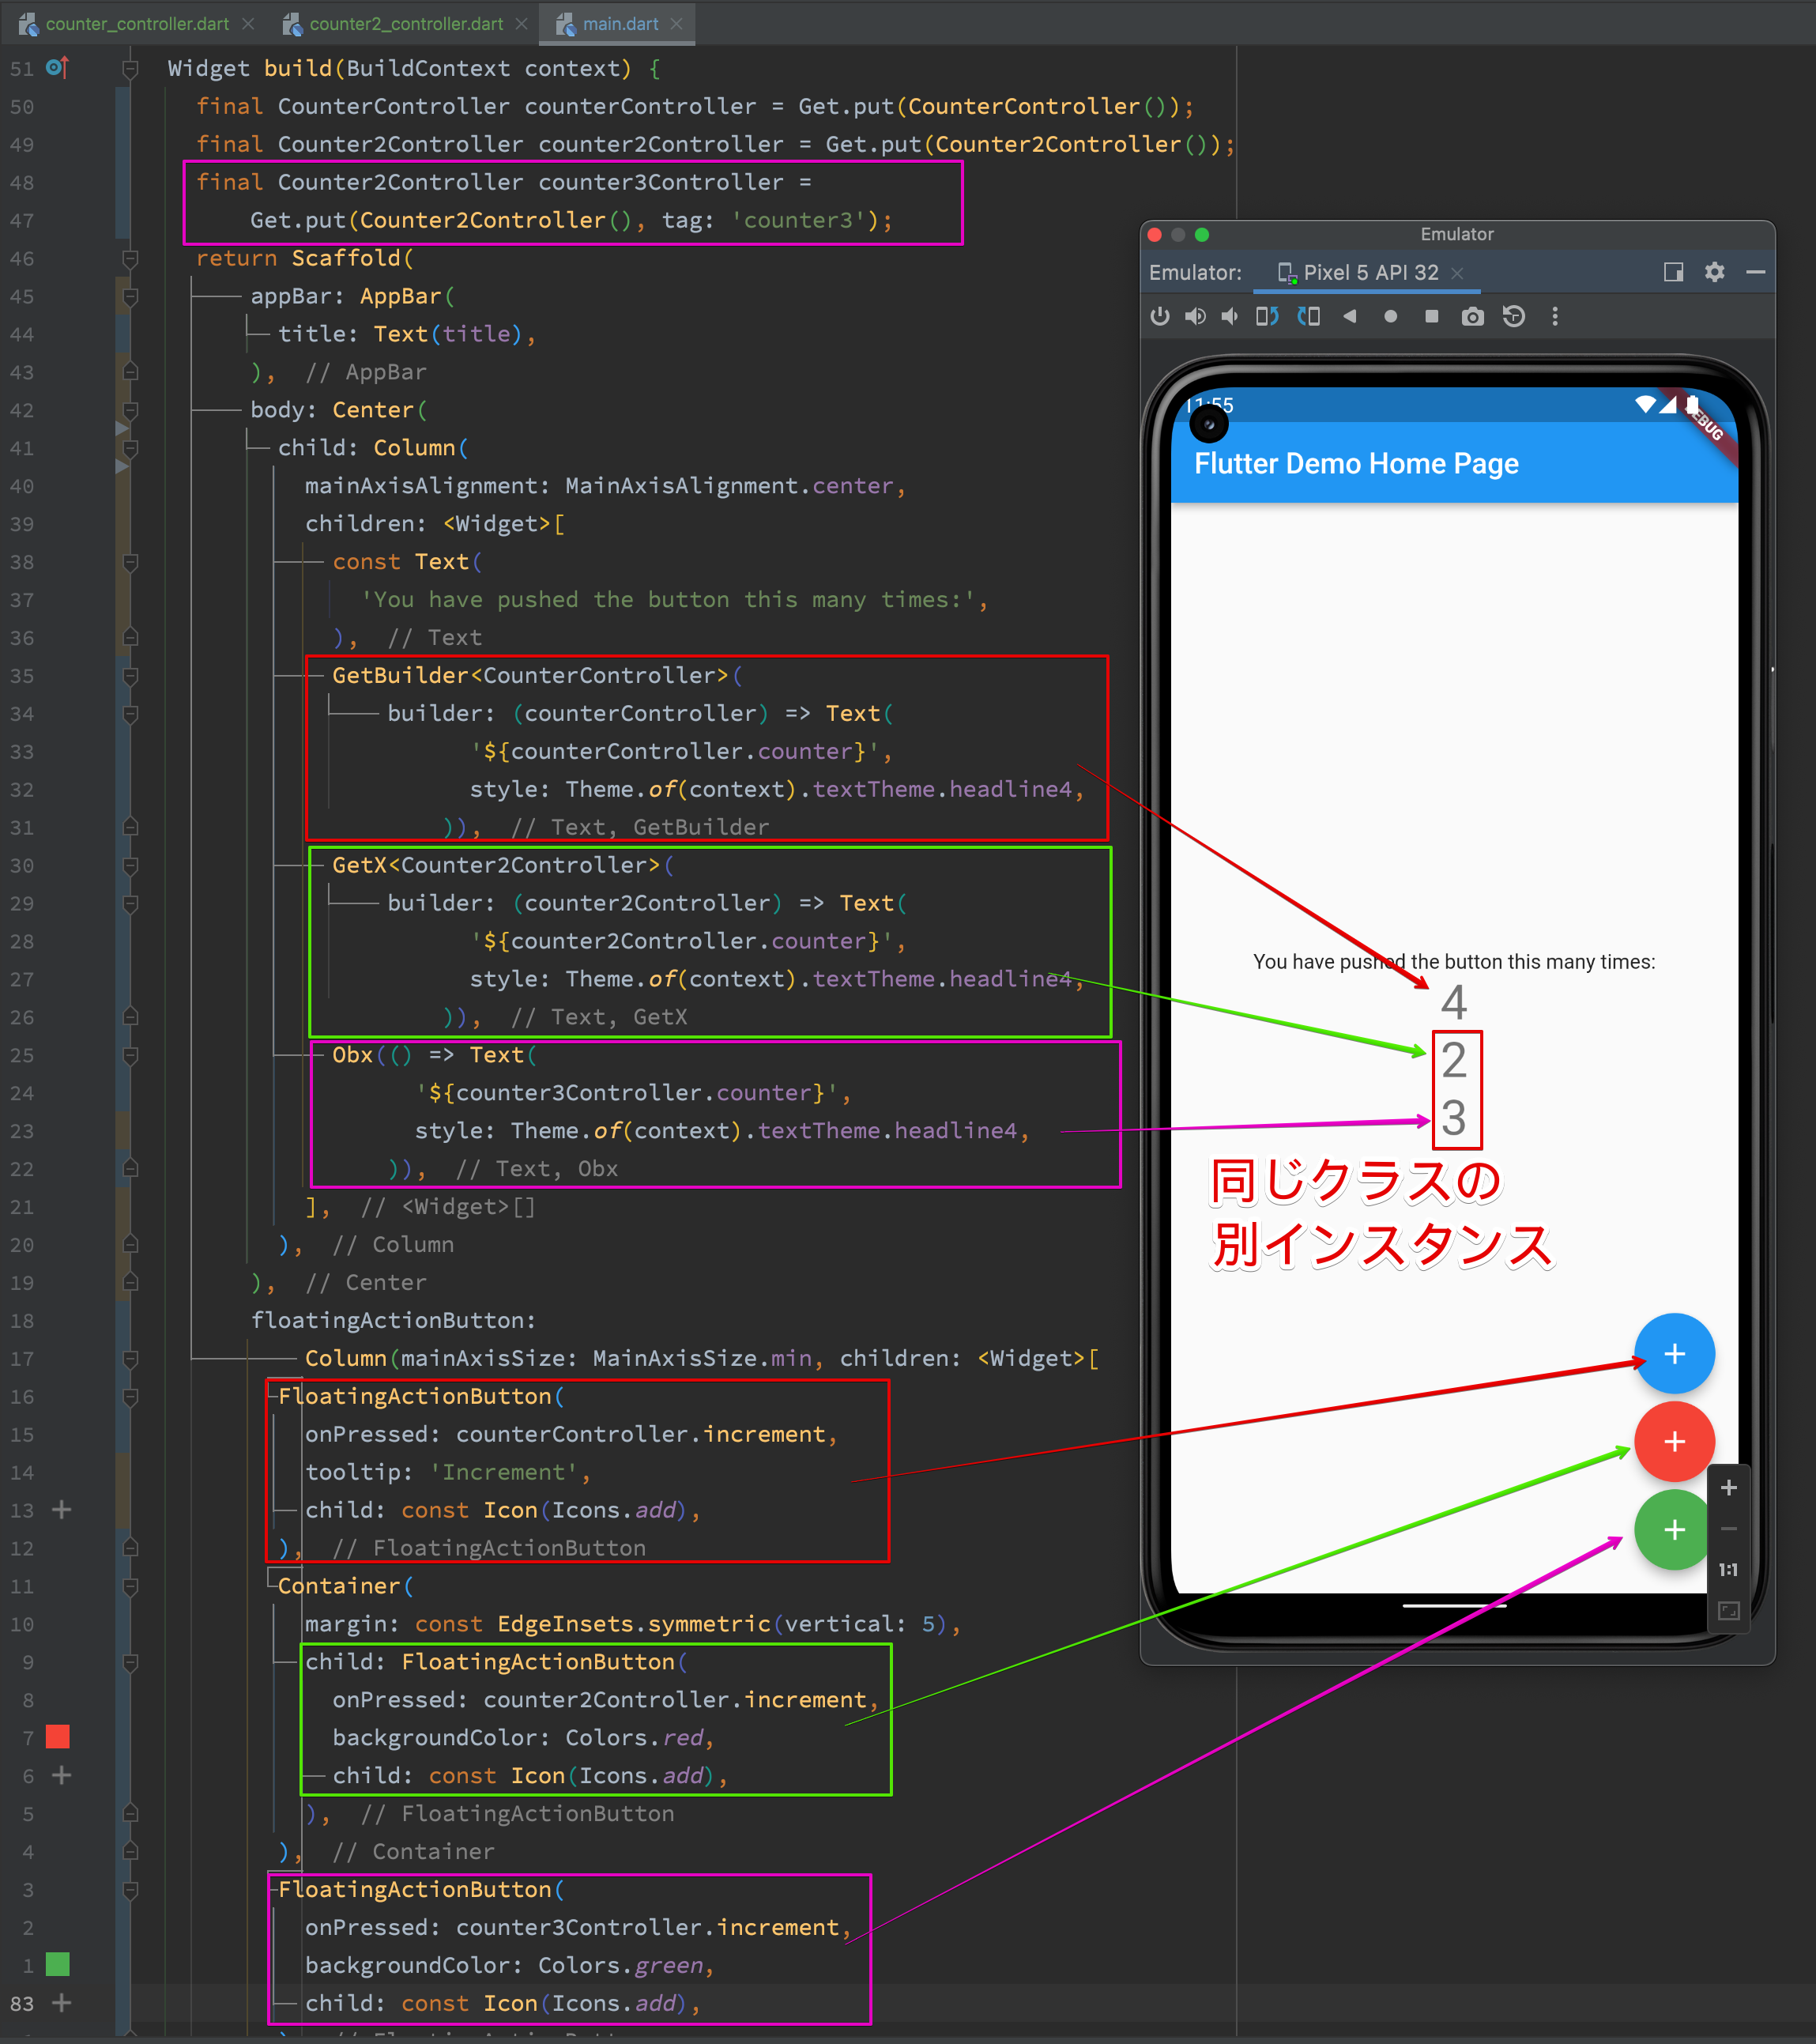 counter_controller.dart counter2_controller.dart main.dart
51 Widget build(BuildContext context) {
50 final CounterController counterController = Get.put(CounterController());
49 final Counter2Controller counter2Controller = Get.put(Counter2Controller());
48 final Counter2Controller counter3Controller =
47 Get.put(Counter2Controller(), tag: 'counter3');
46 return Scaffold(
45 appBar: AppBar(
44 title: Text(title),
43 ), // AppBar
42 body: Center(
41 child: Column(
40 mainAxisAlignment: MainAxisAlignment.center,
39 children: <Widget>[
38 const Text(
37 'You have pushed the button this many times:',
36 ), // Text
35 GetBuilder<CounterController>(
34 builder: (counterController) => Text(
33 '${counterController.counter}',
32 style: Theme.of(context).textTheme.headline4,
31 )), // Text, GetBuilder
30 GetX<Counter2Controller>(
29 builder: (counter2Controller) => Text(
28 '${counter2Controller.counter}',
27 style: Theme.of(context).textTheme.headline4,
26 )), // Text, GetX
25 Obx(() => Text(
24 '${counter3Controller.counter}',
23 style: Theme.of(context).textTheme.headline4,
22 )), // Text, Obx
21 ], // <Widget>[]
20 ), // Column
19 ), // Center
18 floatingActionButton:
17 Column(mainAxisSize: MainAxisSize.min, children: <Widget>[
16 FloatingActionButton(
15 onPressed: counterController.increment,
14 tooltip: 'Increment',
13 child: const Icon(Icons.add),
12 ), // FloatingActionButton
11 Container(
10 margin: const EdgeInsets.symmetric(vertical: 5),
9 child: FloatingActionButton(
8 onPressed: counter2Controller.increment,
7 backgroundColor: Colors.red,
6 child: const Icon(Icons.add),
5 ), // FloatingActionButton
4 ), // Container
3 FloatingActionButton(
2 onPressed: counter3Controller.increment,
1 backgroundColor: Colors.green,
83 child: const Icon(Icons.add),
Emulator
Emulator: Pixel 5 API 32
11:55
Flutter Demo Home Page
You have pushed the button this many times:
4
2
3
同じクラスの
別インスタンス
1:1